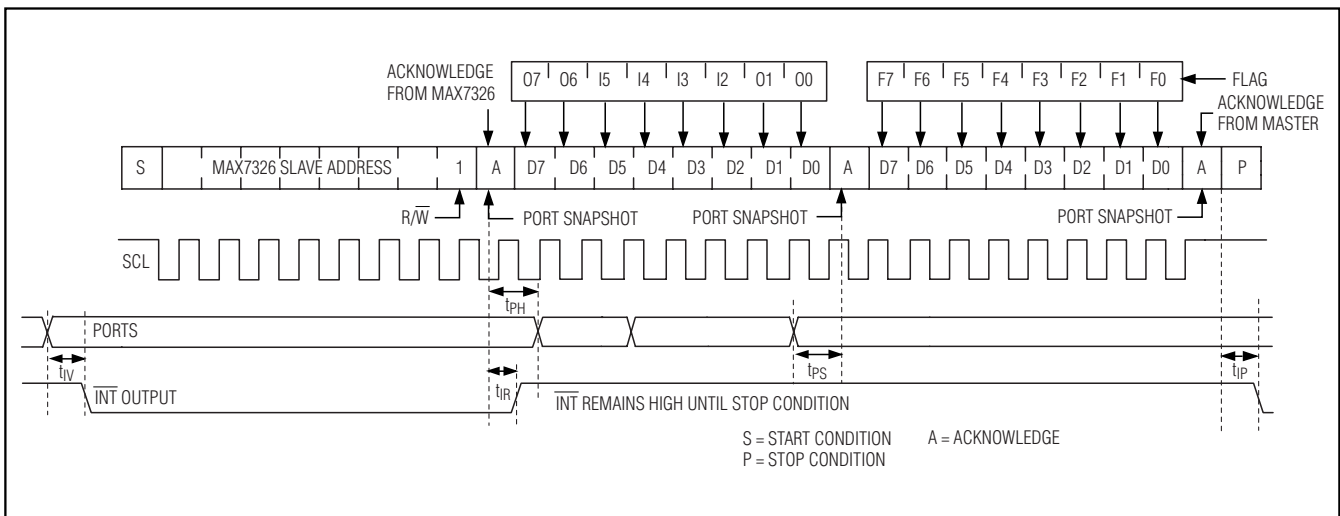 ACKNOWLEDGE
FROM MAX7326
O7 O6 I5 I4 I3 I2 O1 O0
F7 F6 F5 F4 F3 F2 F1 F0
FLAG
ACKNOWLEDGE
FROM MASTER
S MAX7326 SLAVE ADDRESS 1 A D7 D6 D5 D4 D3 D2 D1 D0 A D7 D6 D5 D4 D3 D2 D1 D0 A P
R/W̅ PORT SNAPSHOT PORT SNAPSHOT PORT SNAPSHOT
SCL
tPH
PORTS
tIV tIR tPS tIP
I̅N̅T̅ OUTPUT
I̅N̅T̅ REMAINS HIGH UNTIL STOP CONDITION
S = START CONDITION A = ACKNOWLEDGE
P = STOP CONDITION